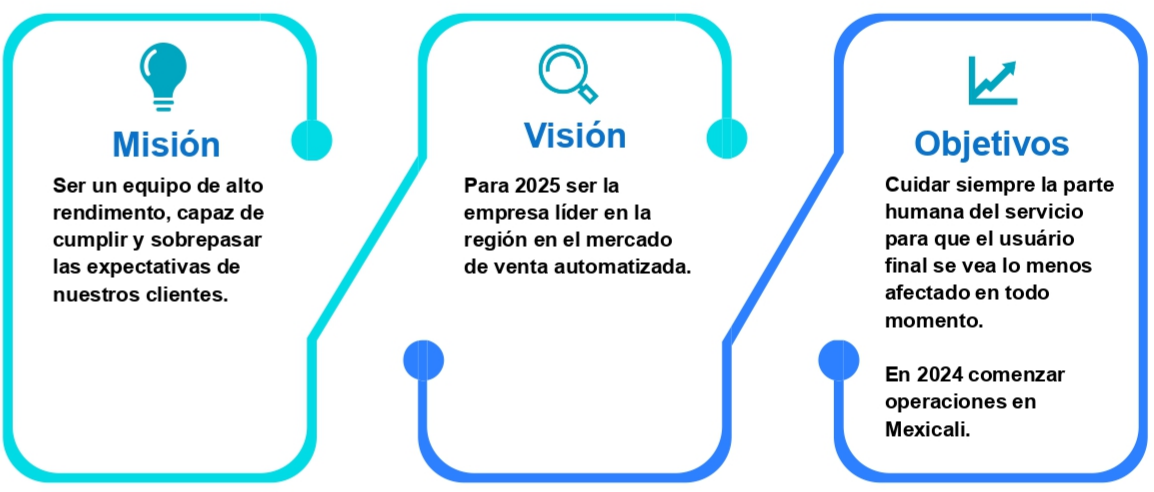 Misión
Ser un equipo de alto
rendimento, capaz de
cumplir y sobrepasar
las expectativas de
nuestros clientes.
Visión
Para 2025 ser la
empresa líder en la
región en el mercado
de venta automatizada.
Objetivos
Cuidar siempre la parte
humana del servicio
para que el usuário
final se vea lo menos
afectado en todo
momento.
En 2024 comenzar
operaciones en
Mexicali.